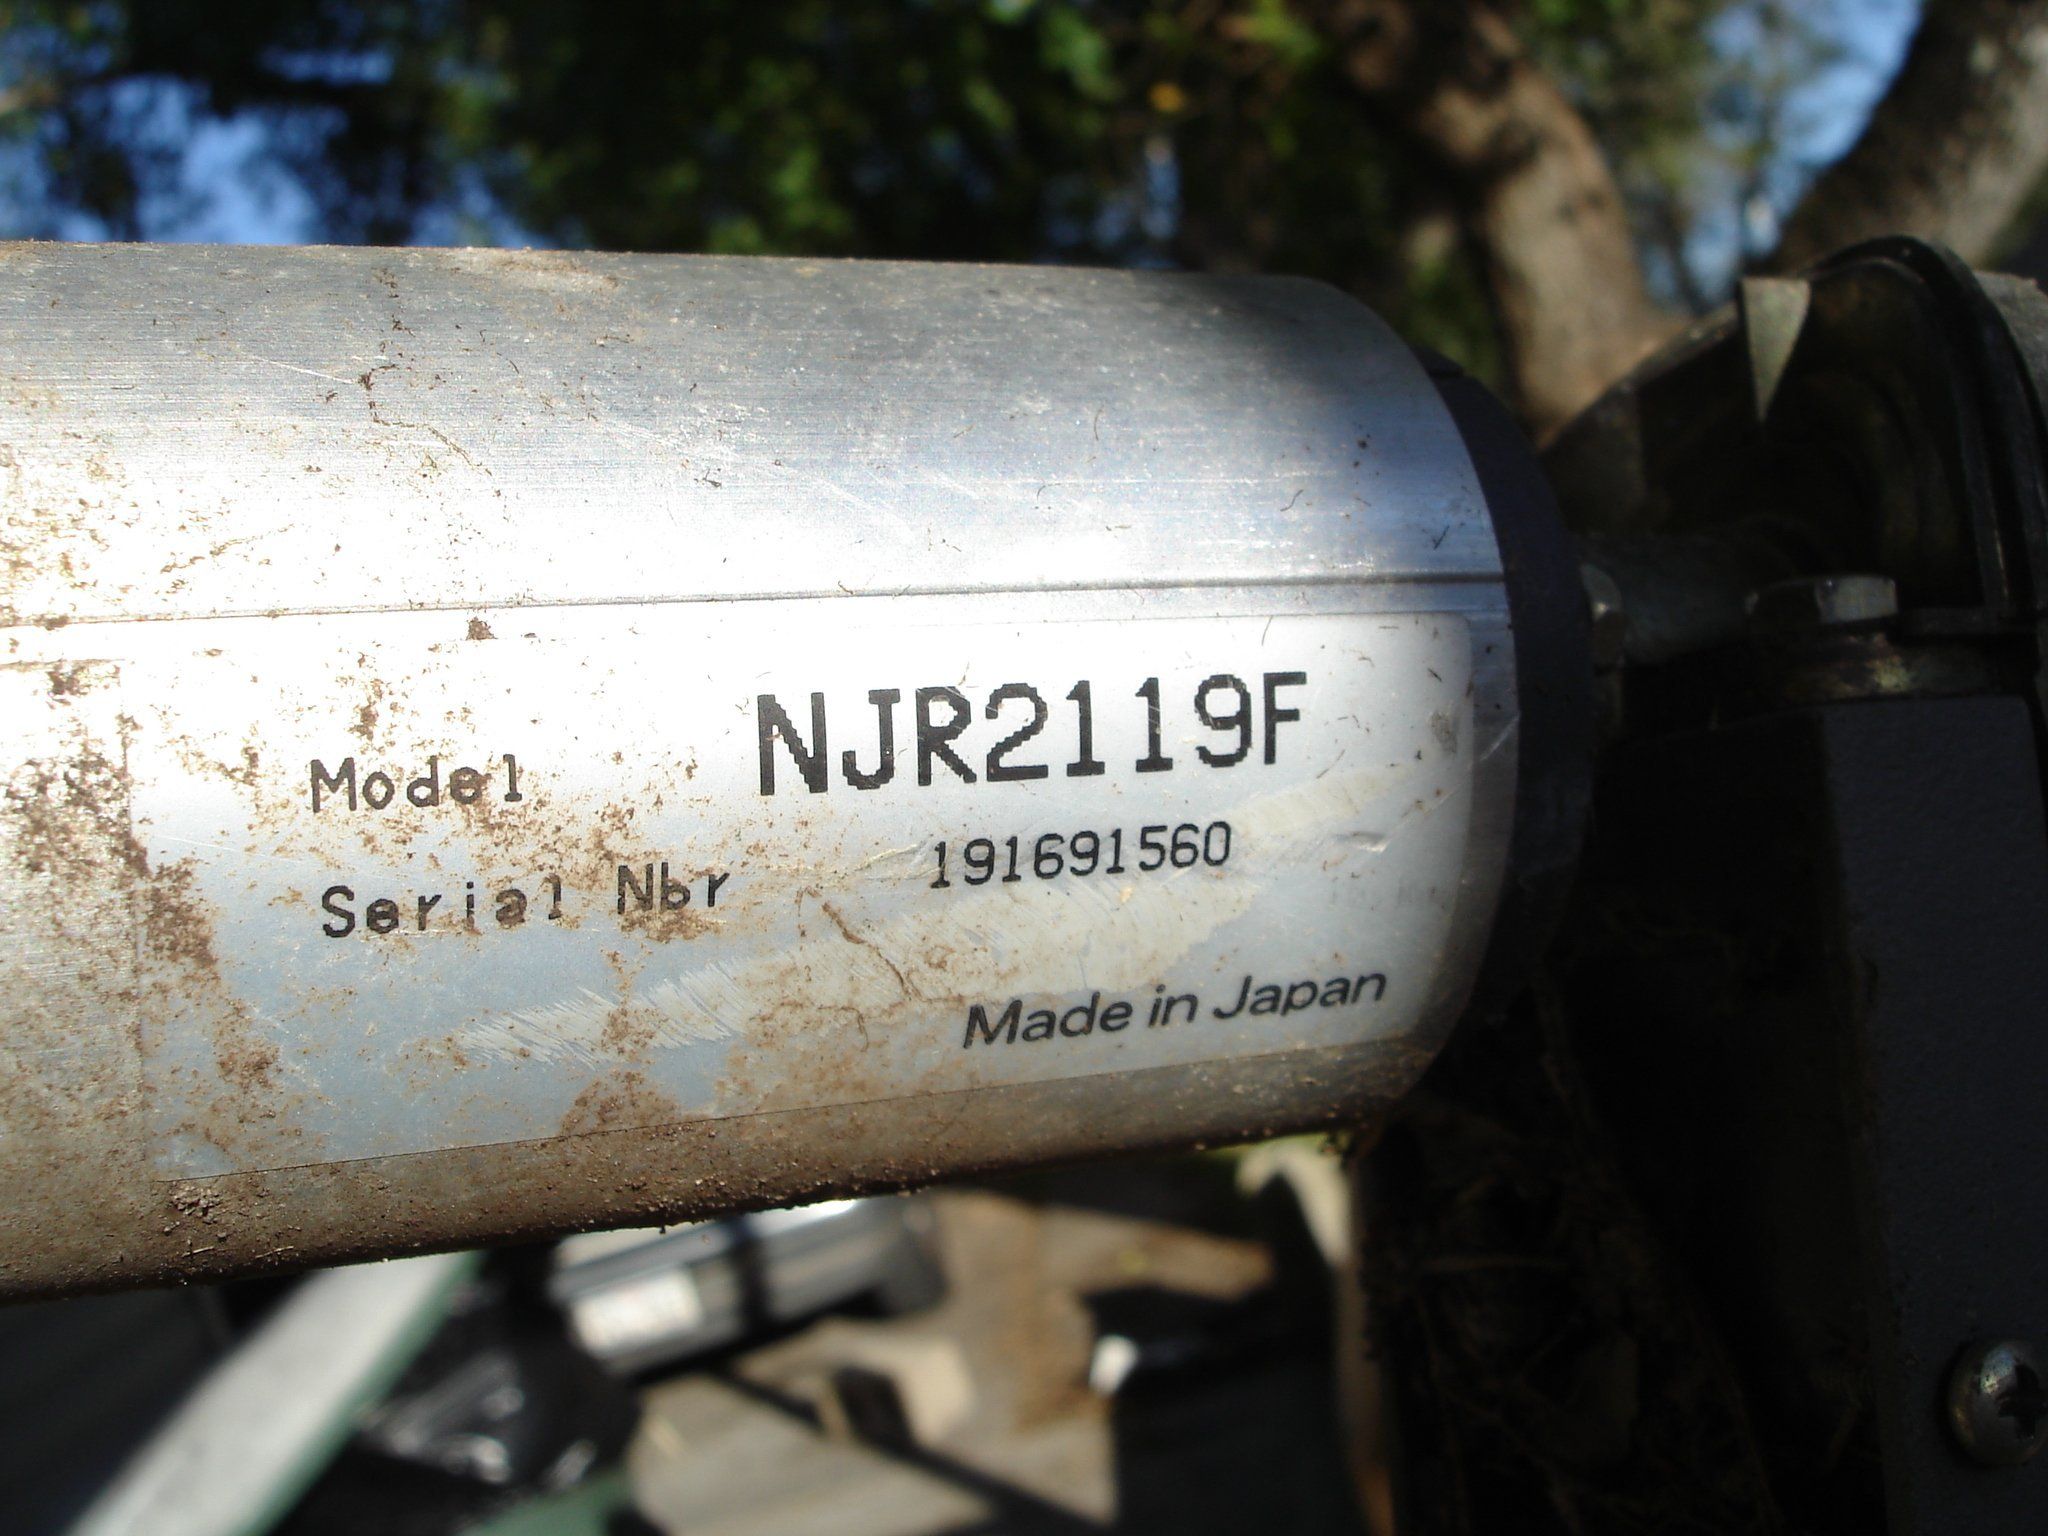 Model NJR2119F
Serial Nbr 191691560
Made in Japan